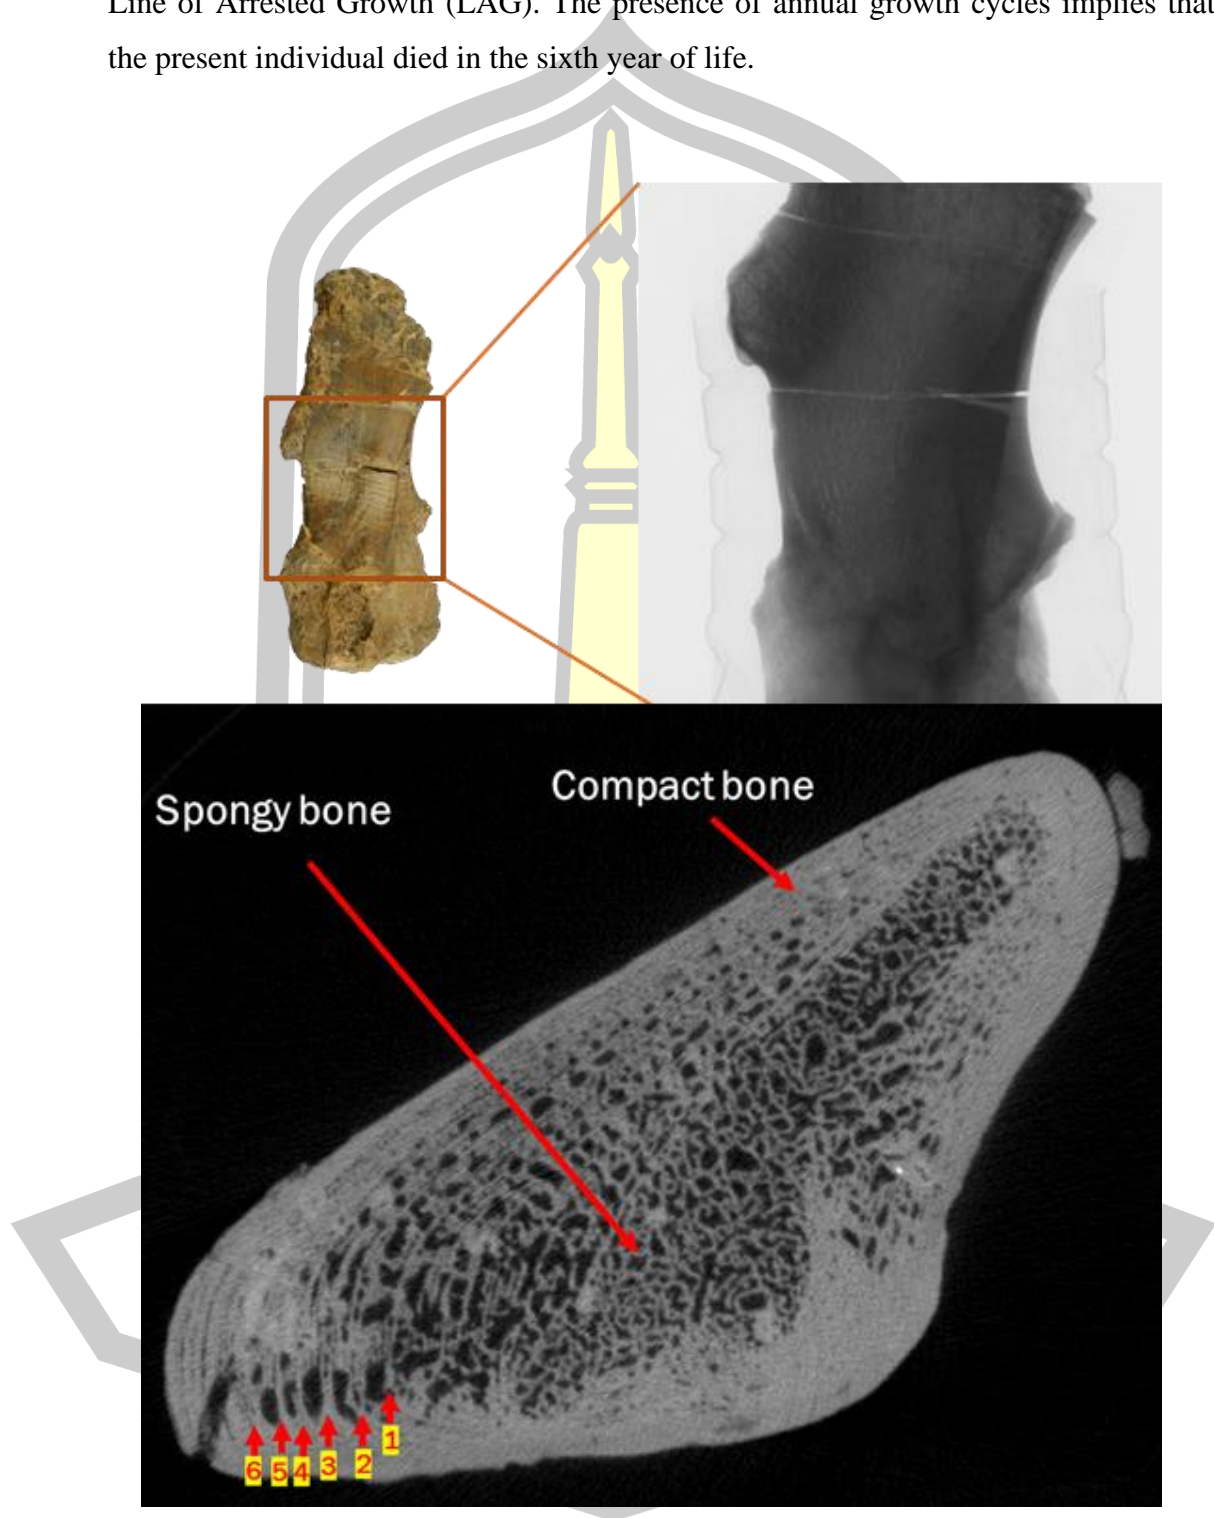 Line of Arrested Growth (LAG). The presence of annual growth cycles implies that
the present individual died in the sixth year of life.
Spongy bone
Compact bone
6 5 4 3 2 1